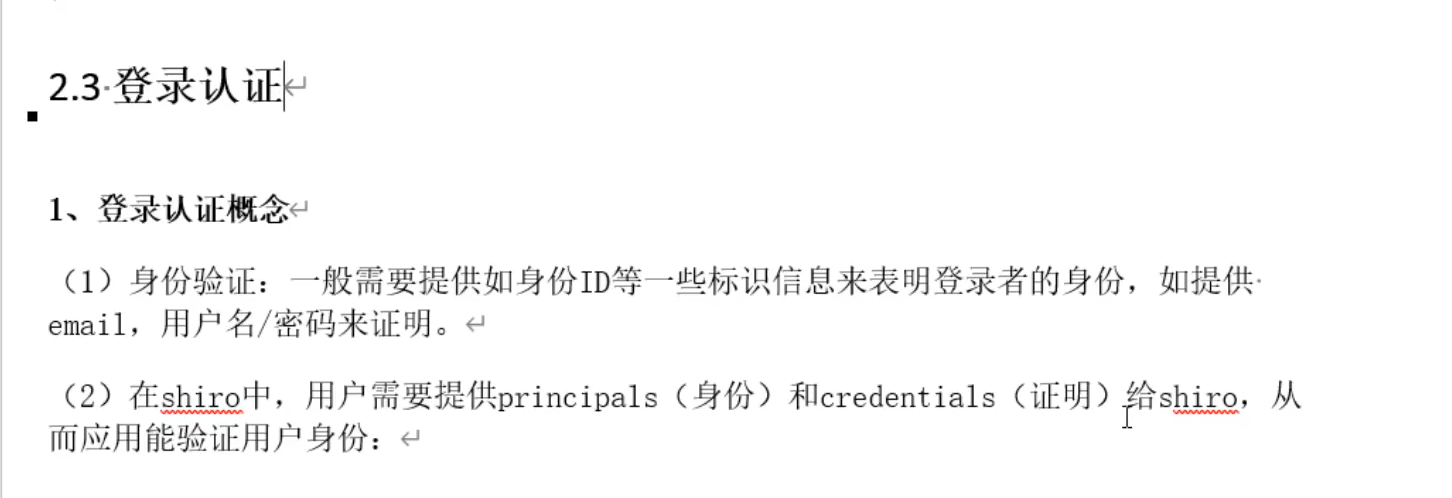 2.3 登录认证
1、登录认证概念
（1）身份验证：一般需要提供如身份ID等一些标识信息来表明登录者的身份，如提供
email，用户名/密码来证明。
（2）在shiro中，用户需要提供principals（身份）和credentials（证明）给shiro，从
而应用能验证用户身份：